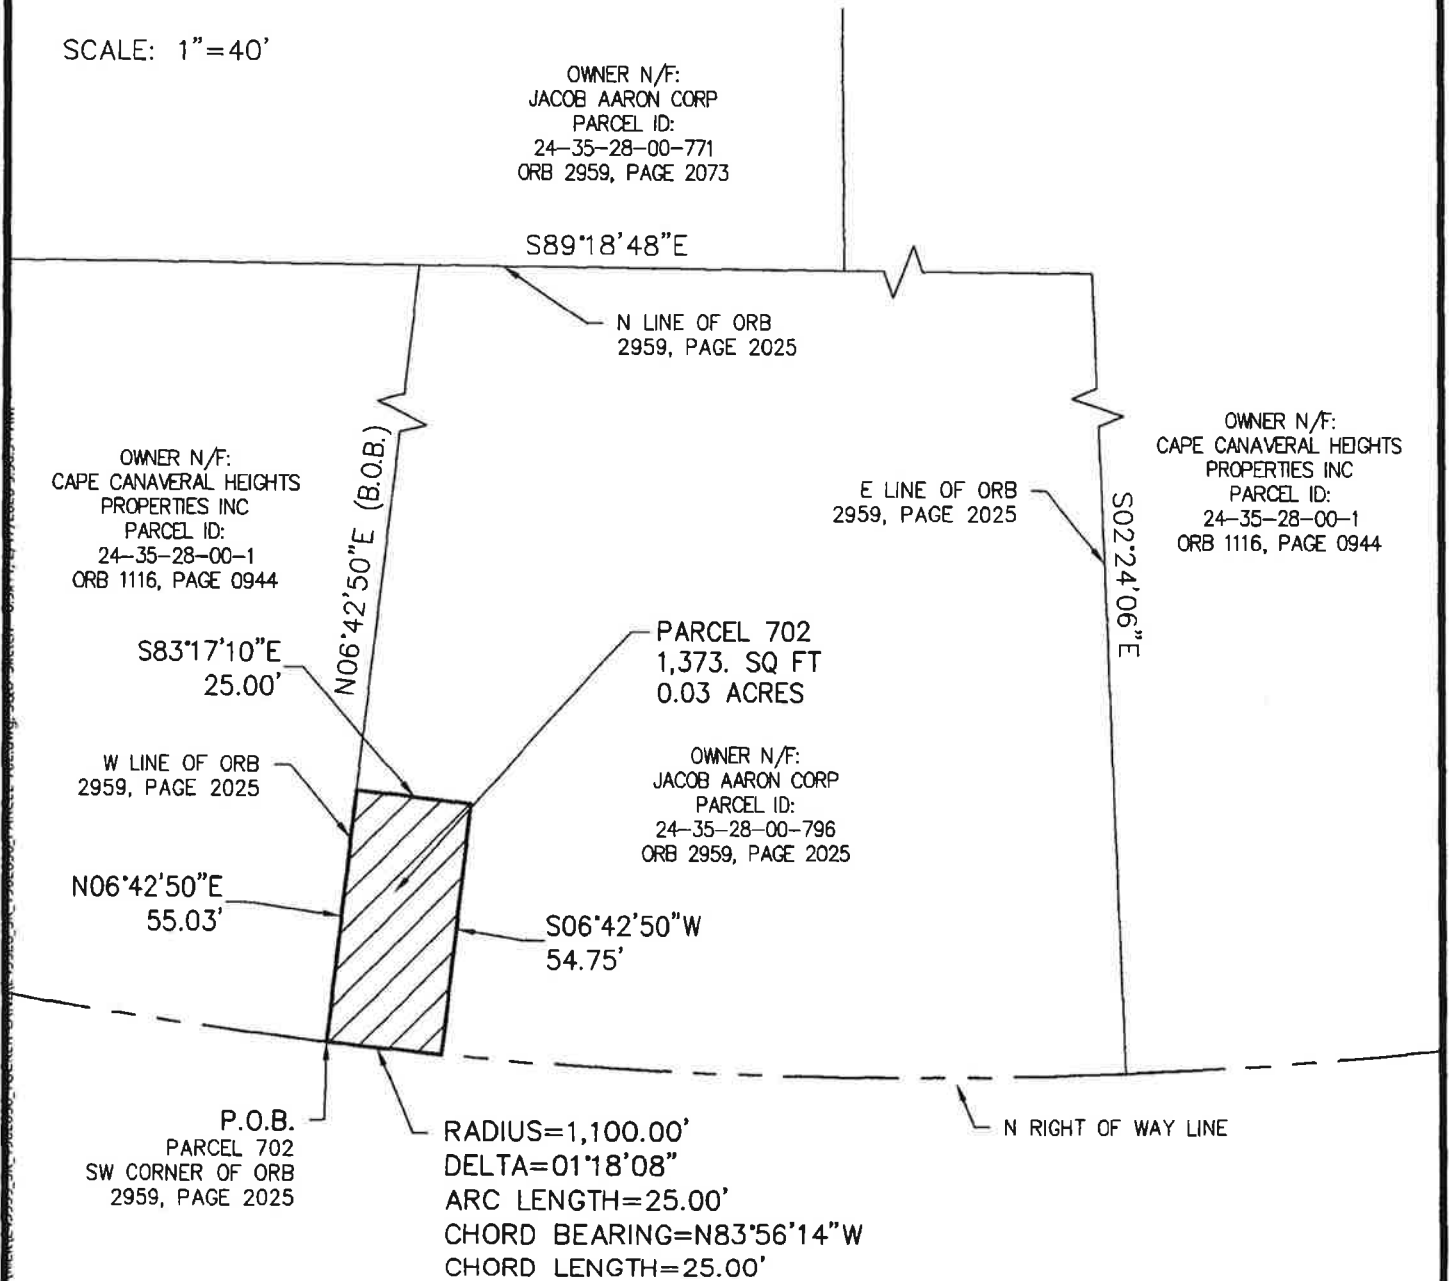 SCALE: 1"=40'
OWNER N/F:
JACOB AARON CORP
PARCEL ID:
24-35-28-00-771
ORB 2959, PAGE 2073
S89°18'48"E
N LINE OF ORB
2959, PAGE 2025
OWNER N/F:
CAPE CANAVERAL HEIGHTS
PROPERTIES INC
PARCEL ID:
24-35-28-00-1
ORB 1116, PAGE 0944
N06°42'50"E (B.O.B.)
E LINE OF ORB
2959, PAGE 2025
S02°24'06"E
OWNER N/F:
CAPE CANAVERAL HEIGHTS
PROPERTIES INC
PARCEL ID:
24-35-28-00-1
ORB 1116, PAGE 0944
S83°17'10"E
25.00'
PARCEL 702
1,373. SQ FT
0.03 ACRES
W LINE OF ORB
2959, PAGE 2025
OWNER N/F:
JACOB AARON CORP
PARCEL ID:
24-35-28-00-796
ORB 2959, PAGE 2025
N06°42'50"E
55.03'
S06°42'50"W
54.75'
P.O.B.
PARCEL 702
SW CORNER OF ORB
2959, PAGE 2025
RADIUS=1,100.00'
DELTA=01°18'08"
ARC LENGTH=25.00'
CHORD BEARING=N83°56'14"W
CHORD LENGTH=25.00'
N RIGHT OF WAY LINE